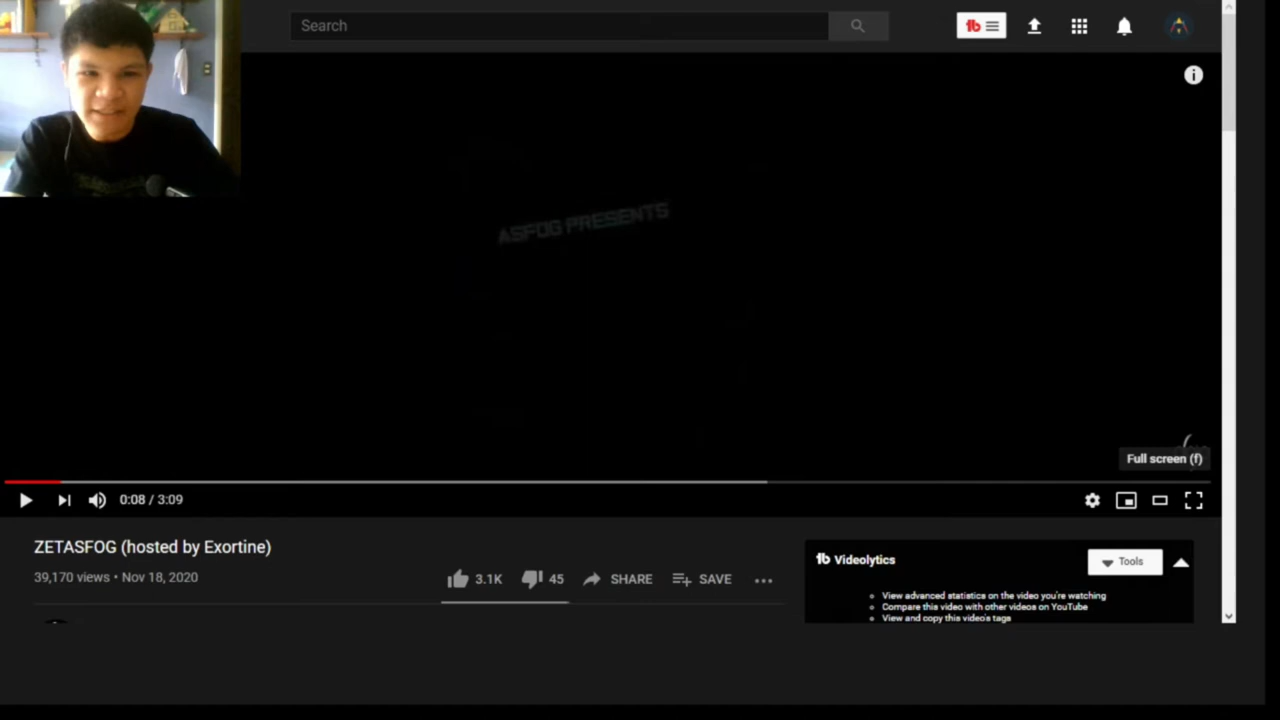 Search
tb
i
ASFOG PRESENTS
Full screen (f)
0:08 / 3:09
ZETASFOG (hosted by Exortine)
39,170 views • Nov 18, 2020
3.1K 45 SHARE SAVE
tb Videolytics
Tools
View advanced statistics on the video you're watching
Compare this video with other videos on YouTube
View and copy this video's tags